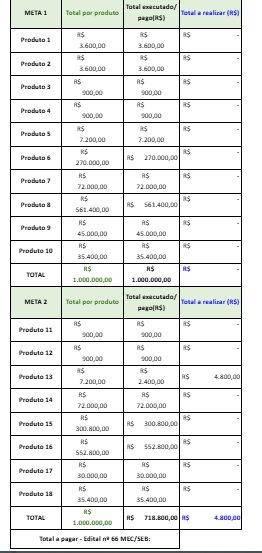 META 1 Total por produto Total executado/ pago(R$) Total a realizar (R$)
Produto 1 R$ 3.600,00 R$ 3.600,00 R$ -
Produto 2 R$ 3.600,00 R$ 3.600,00 R$ -
Produto 3 R$ 900,00 R$ 900,00 R$ -
Produto 4 R$ 900,00 R$ 900,00 R$ -
Produto 5 R$ 7.200,00 R$ 7.200,00 R$ -
Produto 6 R$ 270.000,00 R$ 270.000,00 R$ -
Produto 7 R$ 72.000,00 R$ 72.000,00 R$ -
Produto 8 R$ 561.400,00 R$ 561.400,00 R$ -
Produto 9 R$ 45.000,00 R$ 45.000,00 R$ -
Produto 10 R$ 35.400,00 R$ 35.400,00 R$ -
TOTAL R$ 1.000.000,00 R$ 1.000.000,00 R$ -
META 2 Total por produto Total executado/ pago(R$) Total a realizar (R$)
Produto 11 R$ 900,00 R$ 900,00 R$ -
Produto 12 R$ 900,00 R$ 900,00 R$ -
Produto 13 R$ 7.200,00 R$ 2.400,00 R$ 4.800,00
Produto 14 R$ 72.000,00 R$ 72.000,00 R$ -
Produto 15 R$ 300.800,00 R$ 300.800,00 R$ -
Produto 16 R$ 552.800,00 R$ 552.800,00 R$ -
Produto 17 R$ 30.000,00 R$ 30.000,00 R$ -
Produto 18 R$ 35.400,00 R$ 35.400,00 R$ -
TOTAL R$ 1.000.000,00 R$ 718.800,00 R$ 4.800,00
Total a pagar - Edital nº 66 MEC/SEB: